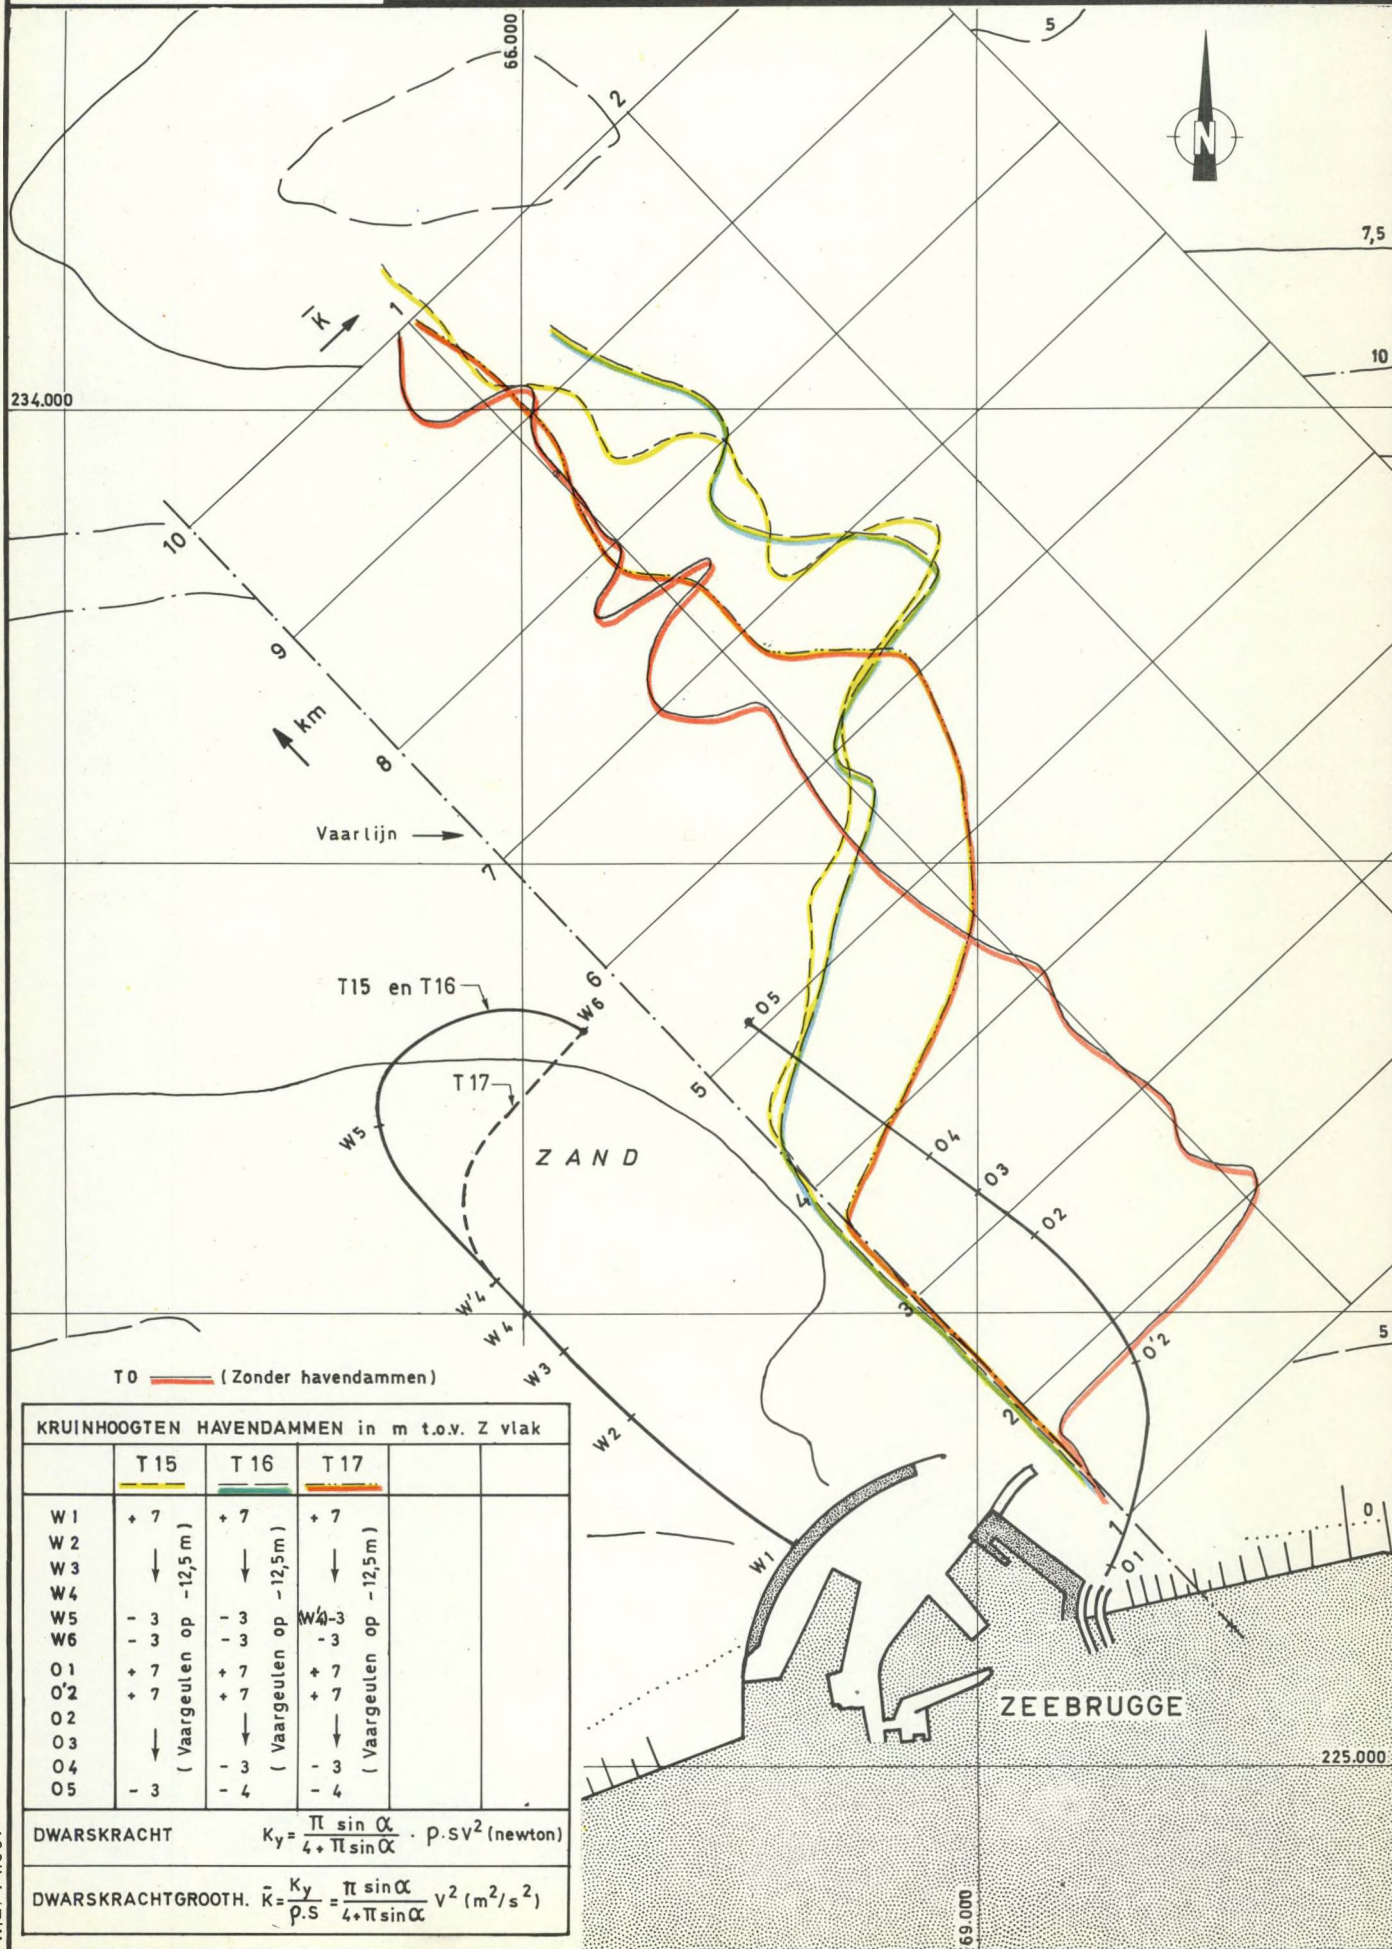 66.000
5
2
N
7,5
K̄
1
10
234.000
10
9
km
8
Vaarlijn
7
6
T15 en T16
W6
O5
T17
5
W5
ZAND
O4
O3
4
O2
W'4
3
W4
5
O'2
W3
T0 (Zonder havendammen)
2
W2
KRUINHOOGTEN HAVENDAMMEN in m t.o.v. Z vlak
T15 T16 T17
W1 + 7 + 7 + 7
W2
W3
W4
W5 - 3 - 3 (W'4)-3
W6 - 3 - 3 - 3
O1 + 7 + 7 + 7
O'2 + 7 + 7 + 7
O2
O3
O4 - 3 - 3
O5 - 3 - 4 - 4
( Vaargeulen op -12,5 m )
( Vaargeulen op -12,5m )
( Vaargeulen op -12,5 m )
DWARSKRACHT Ky = π sin α / 4 + π sin α · ρ.SV² (newton)
DWARSKRACHTGROOTH. K̄ = Ky / ρ.S = π sin α / 4 + π sin α V² (m²/s²)
1
0
W1
O1
ZEEBRUGGE
225.000
69.000